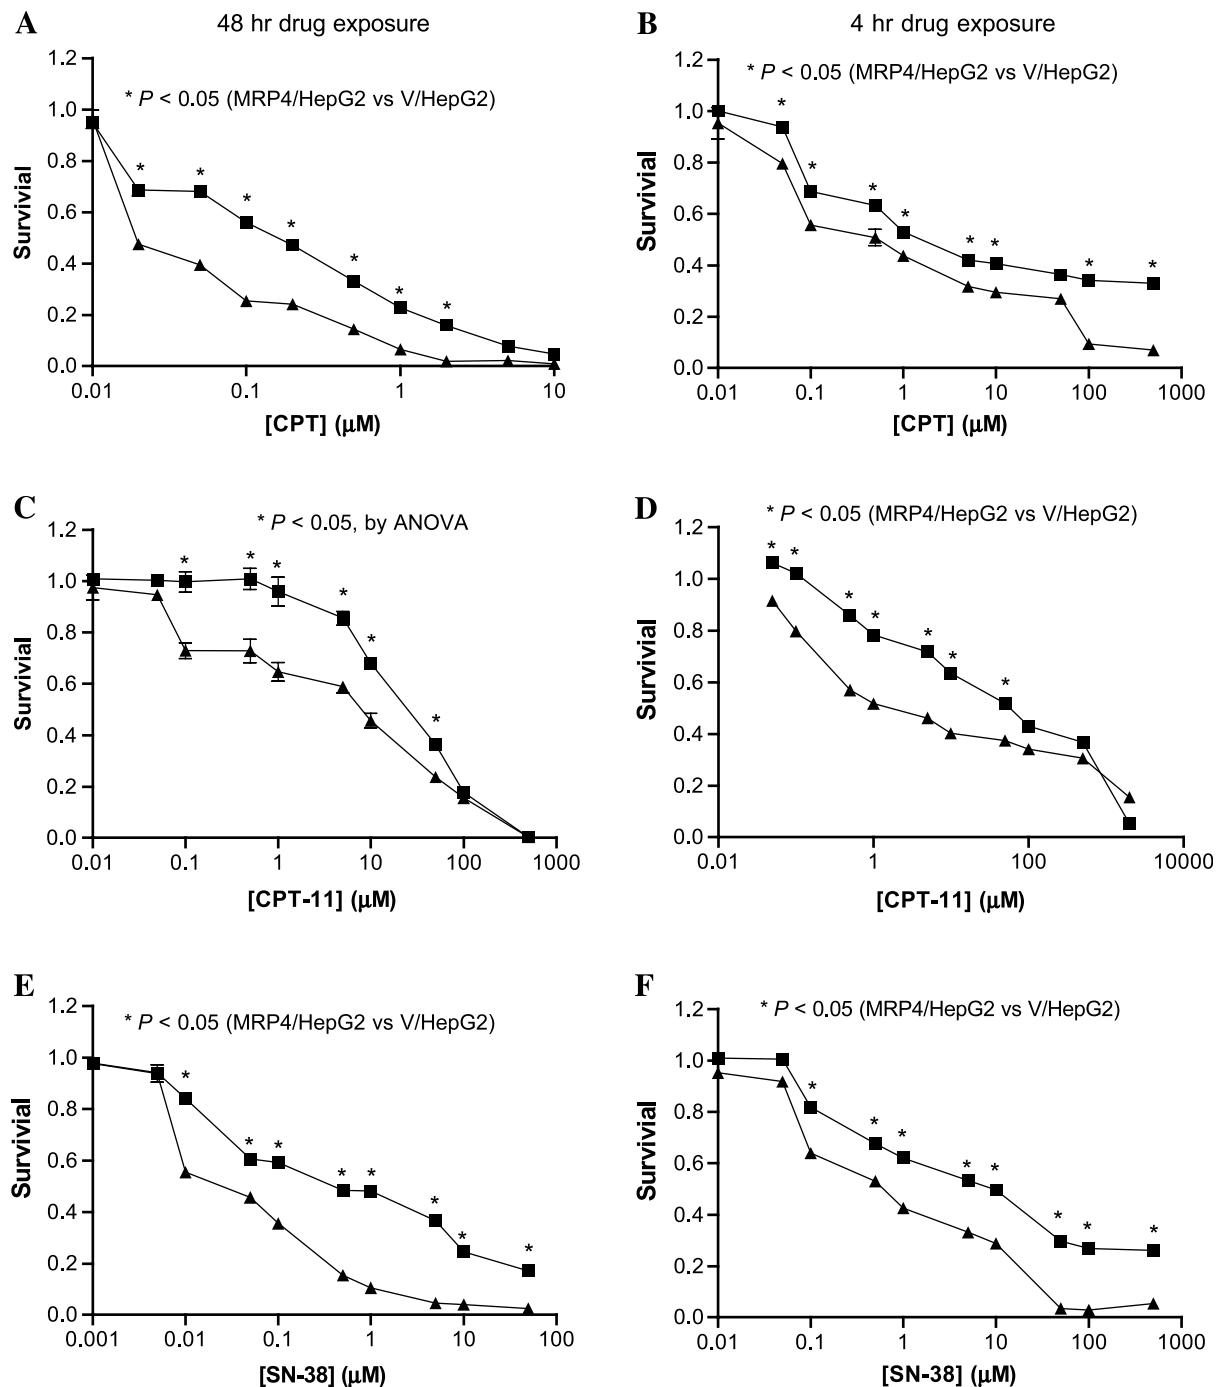 A 48 hr drug exposure
* P < 0.05 (MRP4/HepG2 vs V/HepG2)
Survivial
1.2
1.0
0.8
0.6
0.4
0.2
0.0
0.01 0.1 1 10
[CPT] (µM)
B 4 hr drug exposure
* P < 0.05 (MRP4/HepG2 vs V/HepG2)
Survivial
1.2
1.0
0.8
0.6
0.4
0.2
0.0
0.01 0.1 1 10 100 1000
[CPT] (µM)
C
* P < 0.05, by ANOVA
Survivial
1.2
1.0
0.8
0.6
0.4
0.2
0.0
0.01 0.1 1 10 100 1000
[CPT-11] (µM)
D
* P < 0.05 (MRP4/HepG2 vs V/HepG2)
Survivial
1.2
1.0
0.8
0.6
0.4
0.2
0.0
0.01 1 100 10000
[CPT-11] (µM)
E
* P < 0.05 (MRP4/HepG2 vs V/HepG2)
Survivial
1.2
1.0
0.8
0.6
0.4
0.2
0.0
0.001 0.01 0.1 1 10 100
[SN-38] (µM)
F
* P < 0.05 (MRP4/HepG2 vs V/HepG2)
Survivial
1.2
1.0
0.8
0.6
0.4
0.2
0.0
0.01 0.1 1 10 100 1000
[SN-38] (µM)